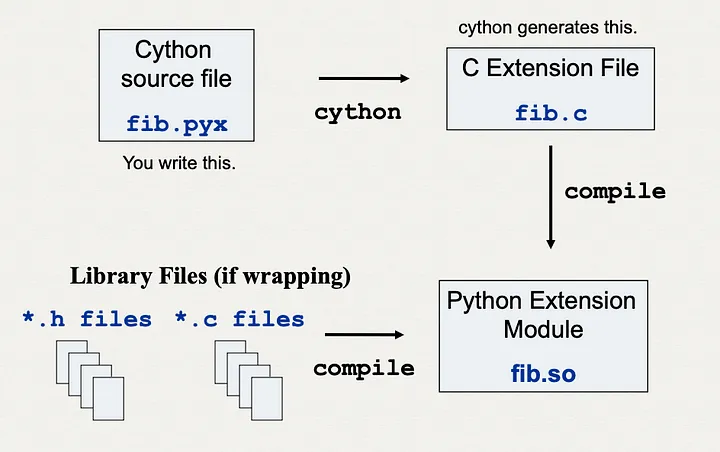 Cython
source file
fib.pyx
You write this.
cython
cython generates this.
C Extension File
fib.c
compile
Library Files (if wrapping)
*.h files *.c files
compile
Python Extension
Module
fib.so